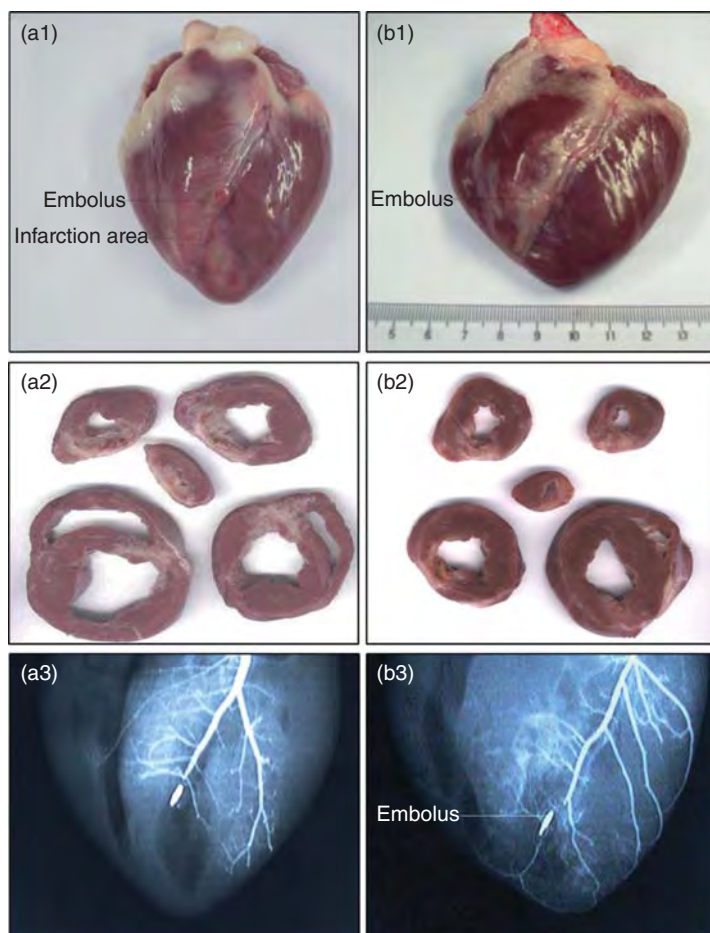 (a1)
Embolus
Infarction area
(b1)
Embolus
5 6 7 8 9 10 11 12 13
(a2)
(b2)
(a3)
(b3)
Embolus